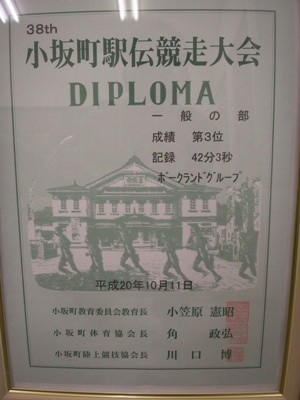 38th
小坂町駅伝競走大会
DIPLOMA
一般の部
成績 第3位
記録 42分3秒
ポークランドグループ
平成20年10月11日
小坂町教育委員会教育長 小笠原 憲昭
小坂町体育協会長 角 政弘
小坂町陸上競技協会長 川口 博